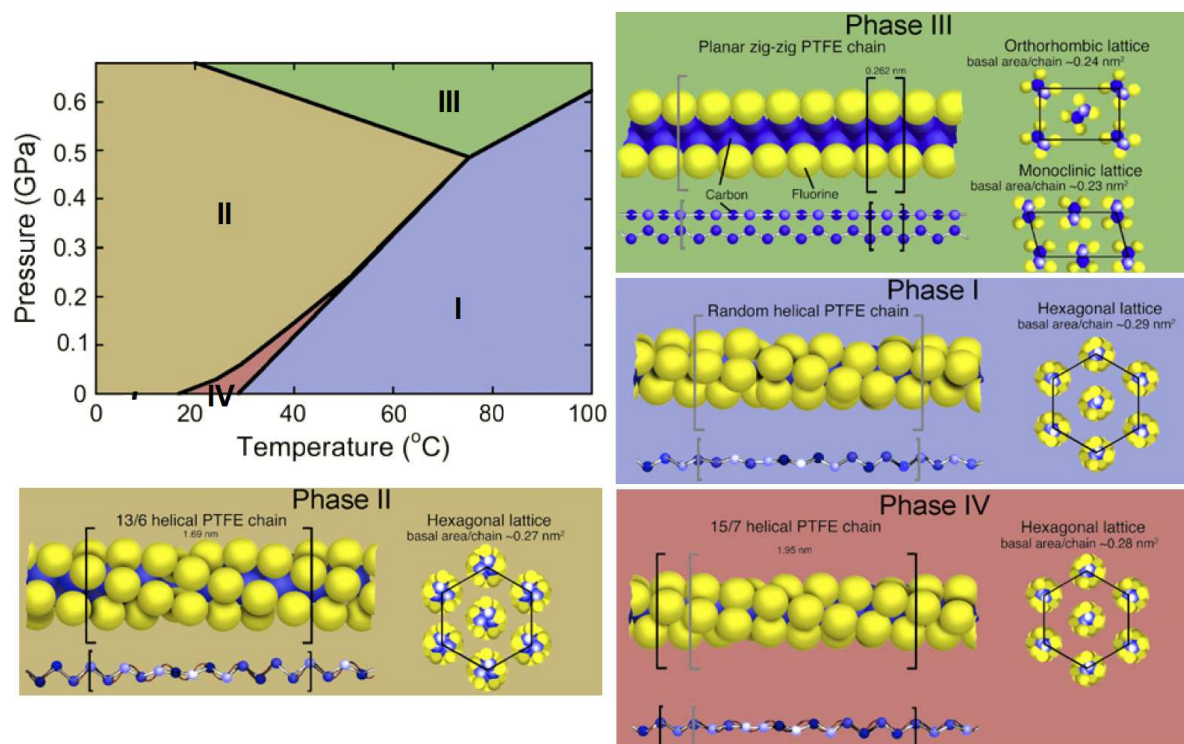 0.6
0.5
0.4
0.3
0.2
0.1
0
Pressure (GPa)
III
II
I
IV
0 20 40 60 80 100
Temperature (°C)
Phase III
Planar zig-zig PTFE chain
0.262 nm
Carbon
Fluorine
Orthorhombic lattice
basal area/chain ~0.24 nm²
Monoclinic lattice
basal area/chain ~0.23 nm²
Phase I
Random helical PTFE chain
Hexagonal lattice
basal area/chain ~0.29 nm²
Phase II
13/6 helical PTFE chain
1.69 nm
Hexagonal lattice
basal area/chain ~0.27 nm²
Phase IV
15/7 helical PTFE chain
1.95 nm
Hexagonal lattice
basal area/chain ~0.28 nm²